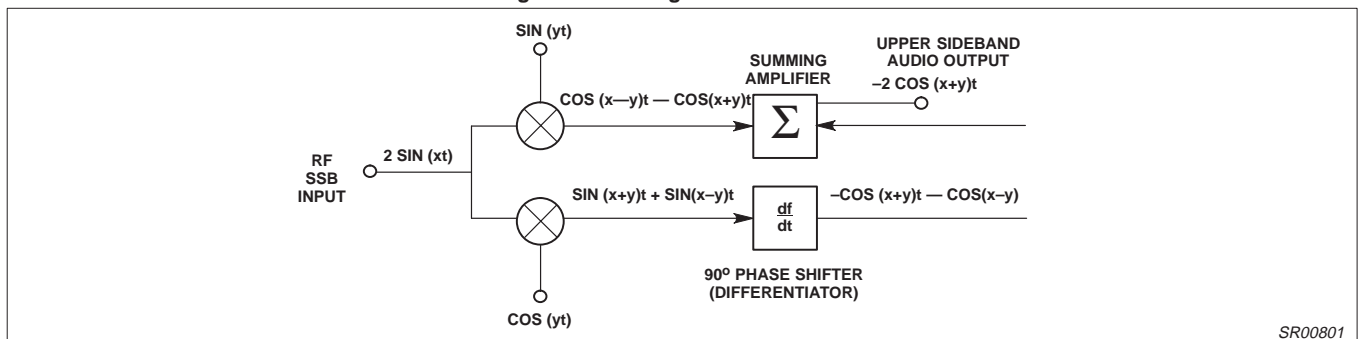 SIN (yt)
UPPER SIDEBAND
AUDIO OUTPUT
–2 COS (x+y)t
SUMMING
AMPLIFIER
COS (x—y)t — COS(x+y)t
Σ
2 SIN (xt)
RF
SSB
INPUT
SIN (x+y)t + SIN(x–y)t
df
dt
–COS (x+y)t — COS(x–y)
90º PHASE SHIFTER
(DIFFERENTIATOR)
COS (yt)
SR00801